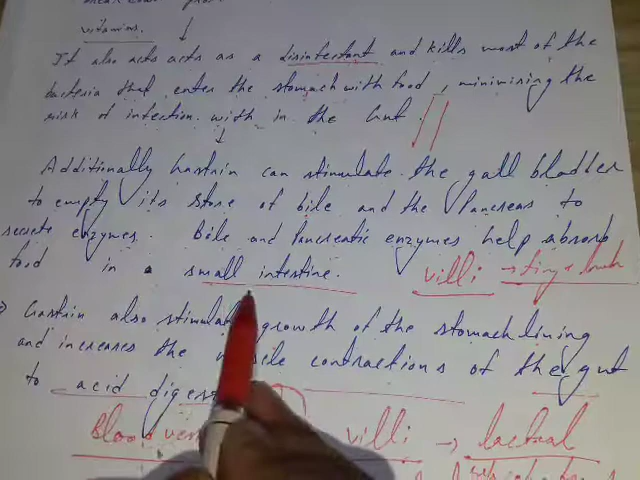 vitamins.
It also acts acts as a disinfectant and kills most of the
bacteria that enter the stomach with food, minimising the
risk of infection with in the Gut.
Additionally Gastrin can stimulate the gall bladder
to empty its store of bile and the Pancreas to
secrete enzymes. Bile and Pancreatic enzymes help absorb
food in a small intestine.
villi → tiny
Gastrin also stimulate growth of the stomach lining
and increases the contractions of the gut
to acid
Blood villi → lacteal